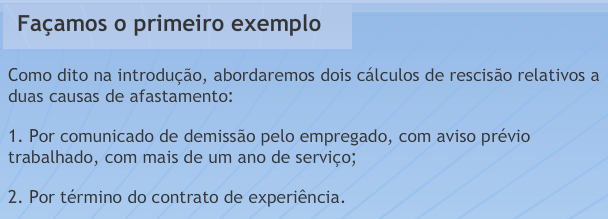 Façamos o primeiro exemplo
Como dito na introdução, abordaremos dois cálculos de rescisão relativos a
duas causas de afastamento:
1. Por comunicado de demissão pelo empregado, com aviso prévio
trabalhado, com mais de um ano de serviço;
2. Por término do contrato de experiência.